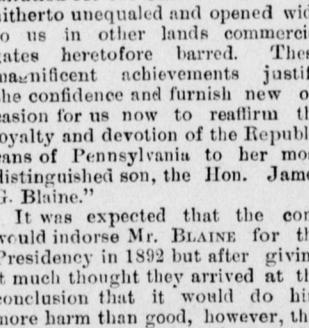 hitherto unequaled and opened wid
to us in other lands commerci
gates heretofore barred. Thes
magnificent achievements justif
the confidence and furnish new o
casion for us now to reaffirm th
loyalty and devotion of the Republ
cans of Pennsylvania to her mo
distinguished son, the Hon. Jame
G. Blaine."
It was expected that the con
would indorse Mr. BLAINE for th
Presidency in 1892 but after givin
it much thought they arrived at th
conclusion that it would do hi
more harm than good, however, th